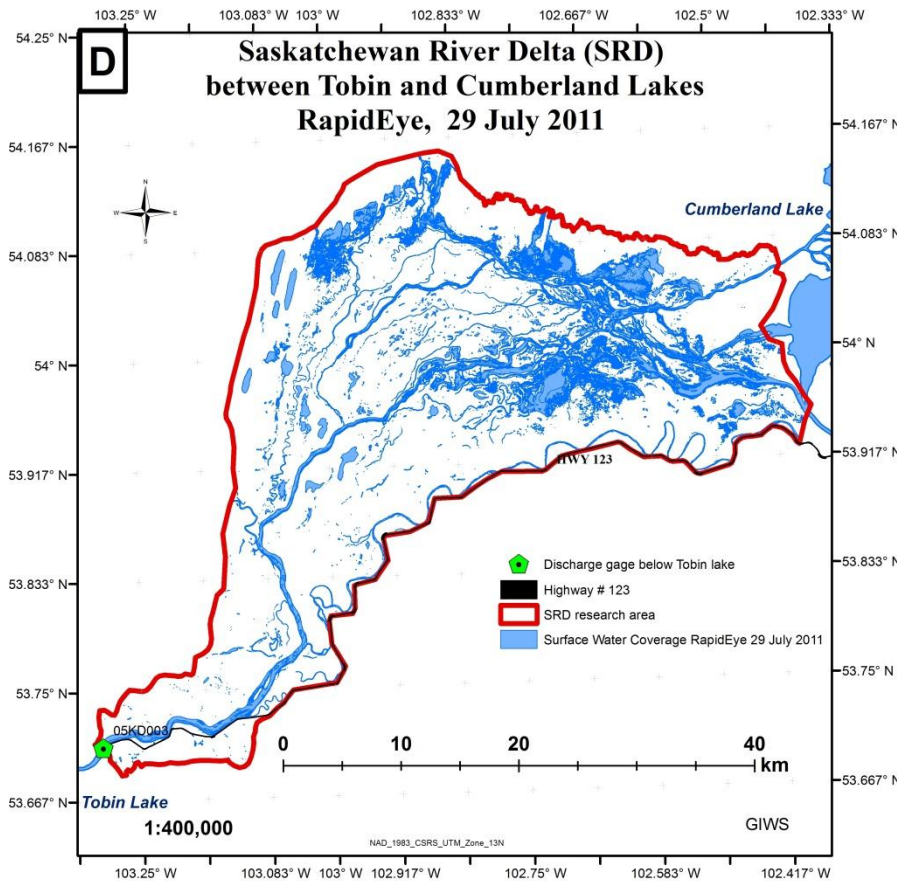 103.25° W 103.083° W 103° W 102.833° W 102.667° W 102.5° W 102.333° W
54.25° N
D
Saskatchewan River Delta (SRD)
between Tobin and Cumberland Lakes
RapidEye, 29 July 2011
54.167° N
54.167° N
N
W E
S
Cumberland Lake
54.083° N
54.083° N
54° N
54° N
53.917° N
HWY 123
53.917° N
53.833° N
53.833° N
Discharge gage below Tobin lake
Highway # 123
SRD research area
Surface Water Coverage RapidEye 29 July 2011
53.75° N
53.75° N
05KD003
0 10 20 40
km
53.667° N
53.667° N
Tobin Lake
1:400,000
GIWS
NAD_1983_CSRS_UTM_Zone_13N
103.25° W 103.083° W 103° W 102.917° W 102.75° W 102.583° W 102.417° W